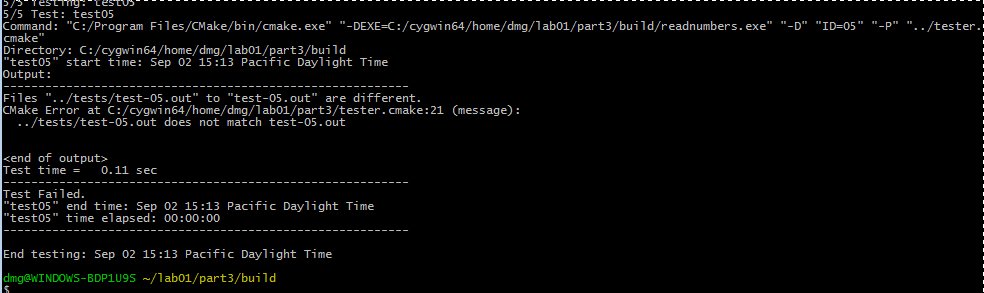 5/5 Testing: test05
5/5 Test: test05
Command: "C:/Program Files/CMake/bin/cmake.exe" "-DEXE=C:/cygwin64/home/dmg/lab01/part3/build/readnumbers.exe" "-D" "ID=05" "-P" "../tester.
cmake"
Directory: C:/cygwin64/home/dmg/lab01/part3/build
"test05" start time: Sep 02 15:13 Pacific Daylight Time
Output:
----------------------------------------------------------
Files "../tests/test-05.out" to "test-05.out" are different.
CMake Error at C:/cygwin64/home/dmg/lab01/part3/tester.cmake:21 (message):
  ../tests/test-05.out does not match test-05.out
<end of output>
Test time =   0.11 sec
----------------------------------------------------------
Test Failed.
"test05" end time: Sep 02 15:13 Pacific Daylight Time
"test05" time elapsed: 00:00:00
----------------------------------------------------------
End testing: Sep 02 15:13 Pacific Daylight Time
dmg@WINDOWS-BDP1U9S ~/lab01/part3/build
$